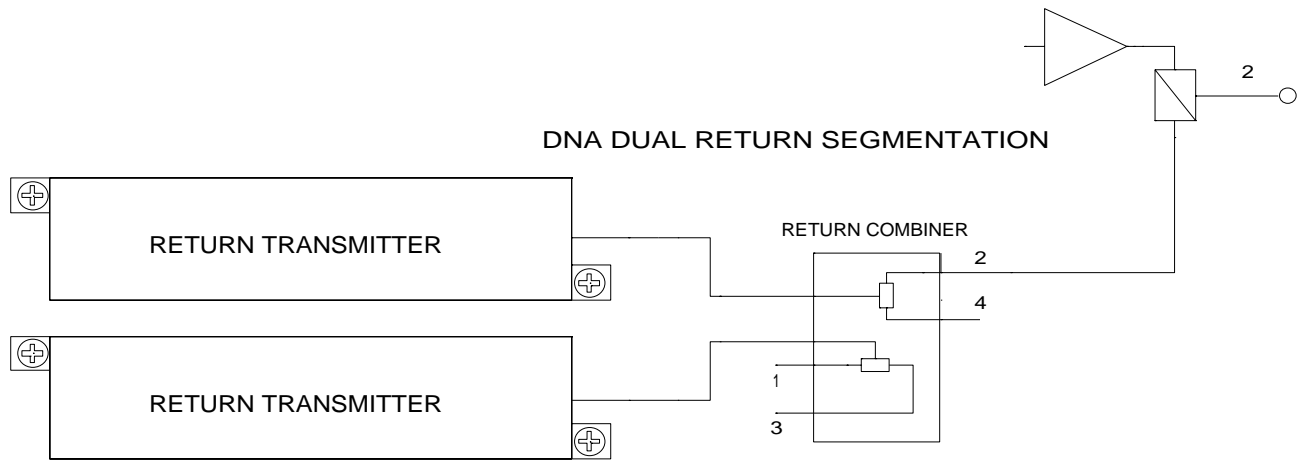 2
DNA DUAL RETURN SEGMENTATION
RETURN TRANSMITTER
RETURN COMBINER
2
4
1
3
RETURN TRANSMITTER